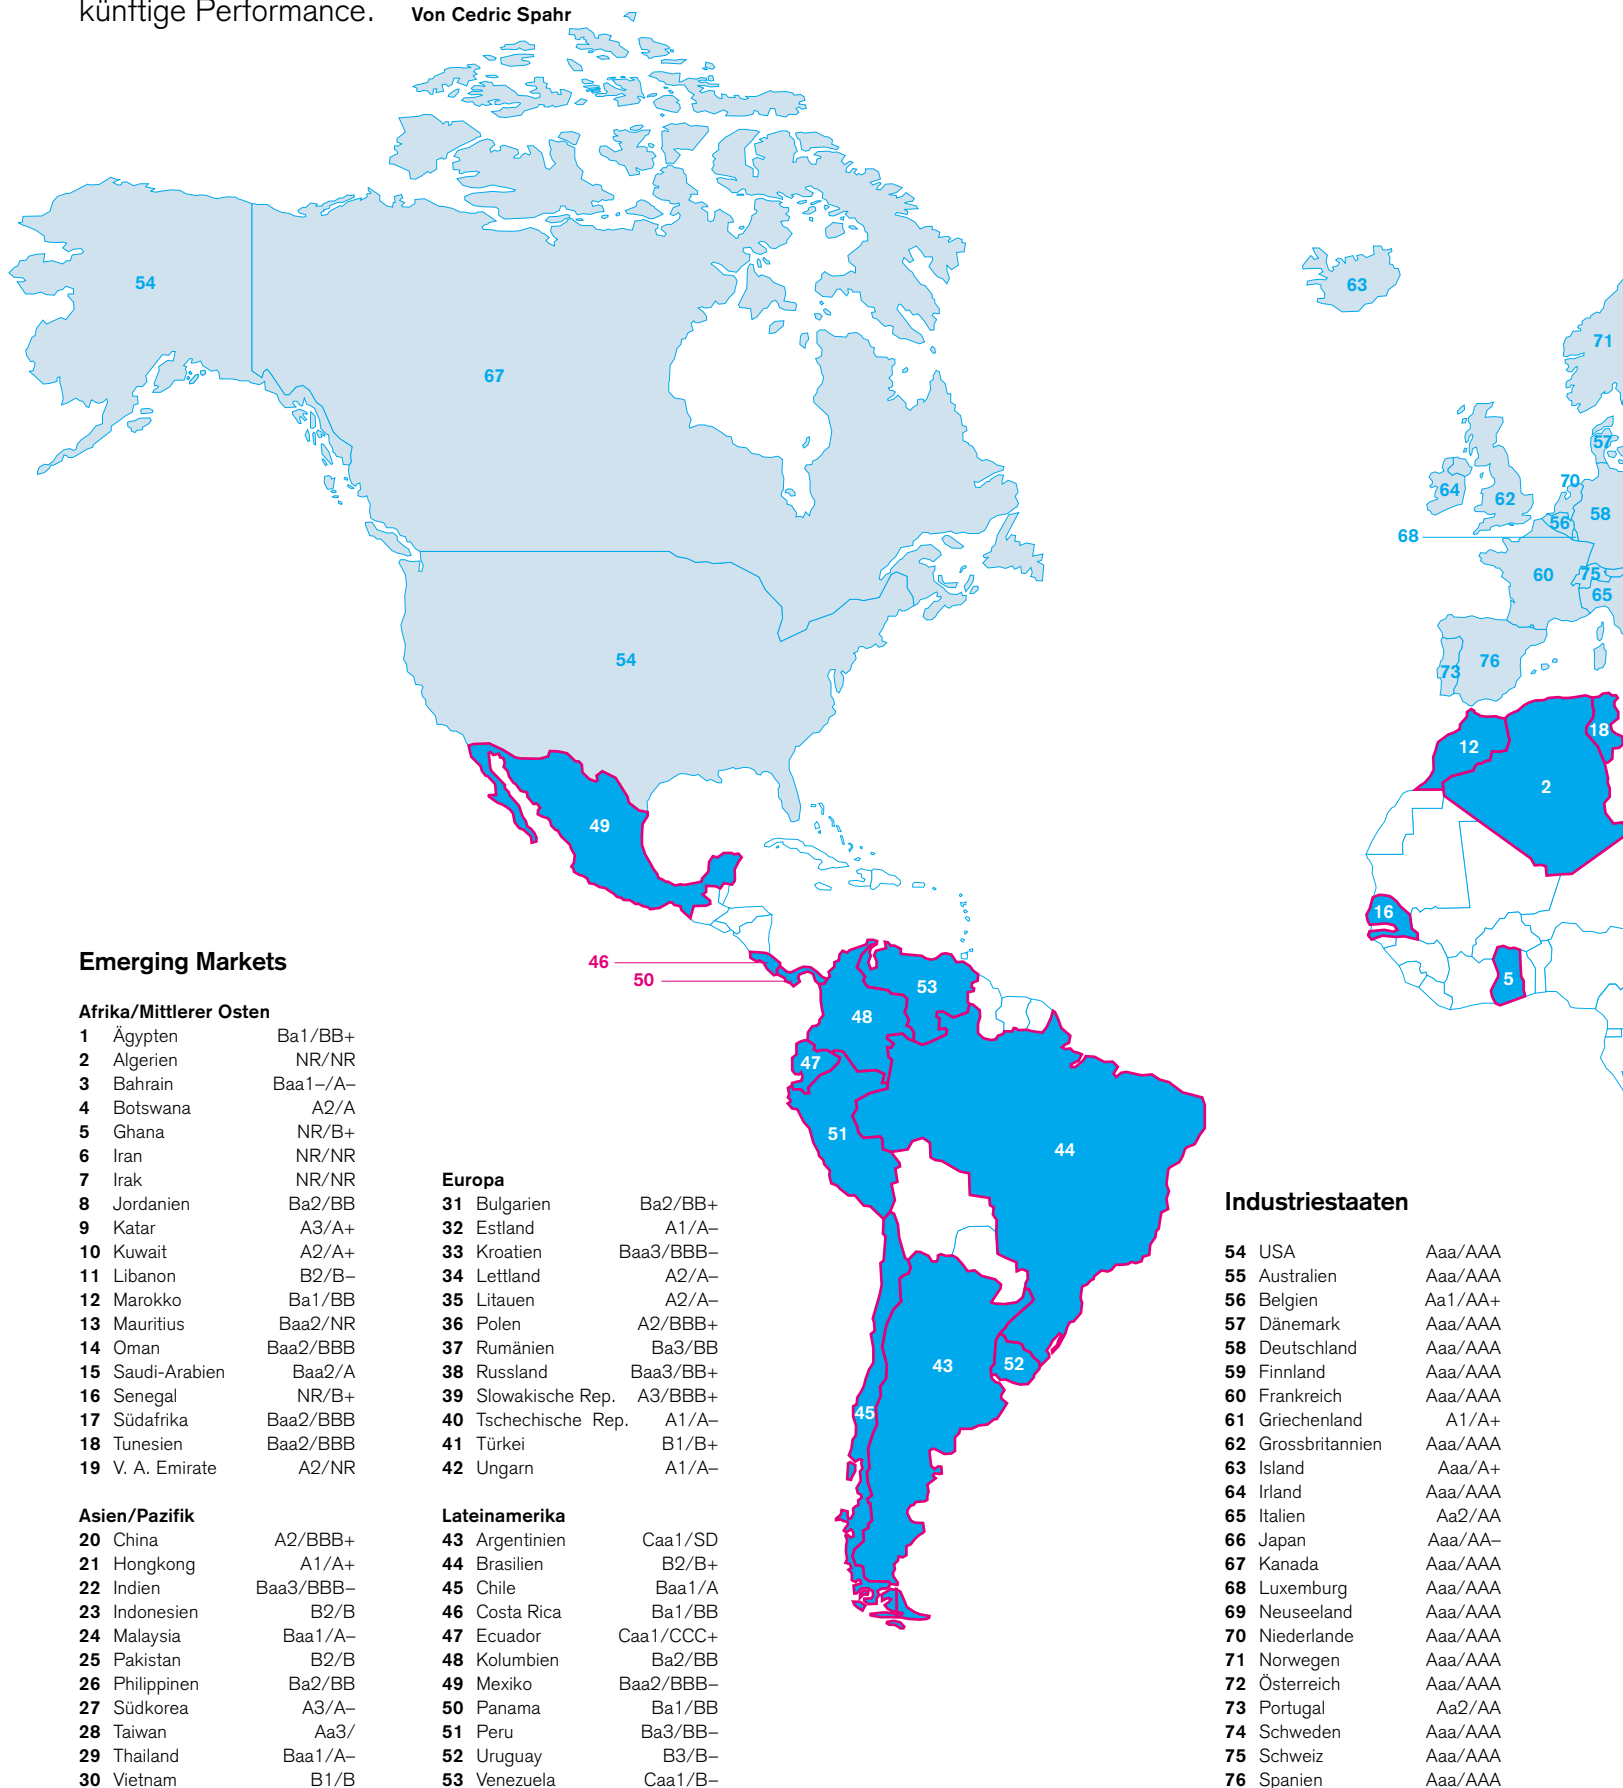 künftige Performance.
Von Cedric Spahr
54
67
54
49
46
50
53
48
47
51
44
43
52
45
63
71
57
70
64
62
58
56
68
60
75
65
73
76
12
18
2
16
5
Emerging Markets
Afrika/Mittlerer Osten
1 Ägypten Ba1/BB+
2 Algerien NR/NR
3 Bahrain Baa1–/A–
4 Botswana A2/A
5 Ghana NR/B+
6 Iran NR/NR
7 Irak NR/NR
8 Jordanien Ba2/BB
9 Katar A3/A+
10 Kuwait A2/A+
11 Libanon B2/B–
12 Marokko Ba1/BB
13 Mauritius Baa2/NR
14 Oman Baa2/BBB
15 Saudi-Arabien Baa2/A
16 Senegal NR/B+
17 Südafrika Baa2/BBB
18 Tunesien Baa2/BBB
19 V. A. Emirate A2/NR
Asien/Pazifik
20 China A2/BBB+
21 Hongkong A1/A+
22 Indien Baa3/BBB–
23 Indonesien B2/B
24 Malaysia Baa1/A–
25 Pakistan B2/B
26 Philippinen Ba2/BB
27 Südkorea A3/A–
28 Taiwan Aa3/
29 Thailand Baa1/A–
30 Vietnam B1/B
Europa
31 Bulgarien Ba2/BB+
32 Estland A1/A–
33 Kroatien Baa3/BBB–
34 Lettland A2/A–
35 Litauen A2/A–
36 Polen A2/BBB+
37 Rumänien Ba3/BB
38 Russland Baa3/BB+
39 Slowakische Rep. A3/BBB+
40 Tschechische Rep. A1/A–
41 Türkei B1/B+
42 Ungarn A1/A–
Lateinamerika
43 Argentinien Caa1/SD
44 Brasilien B2/B+
45 Chile Baa1/A
46 Costa Rica Ba1/BB
47 Ecuador Caa1/CCC+
48 Kolumbien Ba2/BB
49 Mexiko Baa2/BBB–
50 Panama Ba1/BB
51 Peru Ba3/BB–
52 Uruguay B3/B–
53 Venezuela Caa1/B–
Industriestaaten
54 USA Aaa/AAA
55 Australien Aaa/AAA
56 Belgien Aa1/AA+
57 Dänemark Aaa/AAA
58 Deutschland Aaa/AAA
59 Finnland Aaa/AAA
60 Frankreich Aaa/AAA
61 Griechenland A1/A+
62 Grossbritannien Aaa/AAA
63 Island Aaa/A+
64 Irland Aaa/AAA
65 Italien Aa2/AA
66 Japan Aaa/AA–
67 Kanada Aaa/AAA
68 Luxemburg Aaa/AAA
69 Neuseeland Aaa/AAA
70 Niederlande Aaa/AAA
71 Norwegen Aaa/AAA
72 Österreich Aaa/AAA
73 Portugal Aa2/AA
74 Schweden Aaa/AAA
75 Schweiz Aaa/AAA
76 Spanien Aaa/AAA